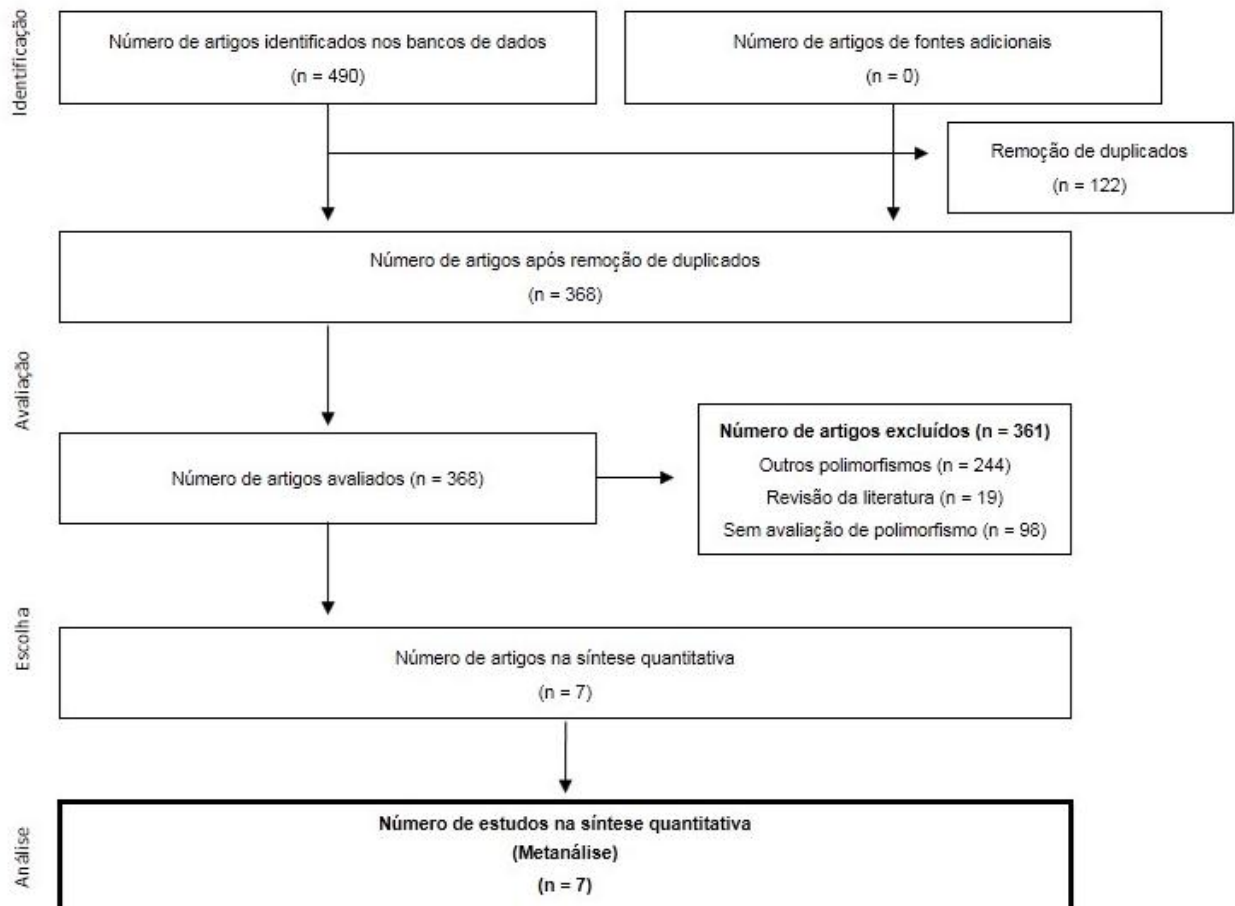 Identificação
Número de artigos identificados nos bancos de dados
(n = 490)
Número de artigos de fontes adicionais
(n = 0)
Remoção de duplicados
(n = 122)
Número de artigos após remoção de duplicados
(n = 368)
Avaliação
Número de artigos avaliados (n = 368)
Número de artigos excluídos (n = 361)
Outros polimorfismos (n = 244)
Revisão da literatura (n = 19)
Sem avaliação de polimorfismo (n = 98)
Escolha
Número de artigos na síntese quantitativa
(n = 7)
Análise
Número de estudos na síntese quantitativa
(Metanálise)
(n = 7)